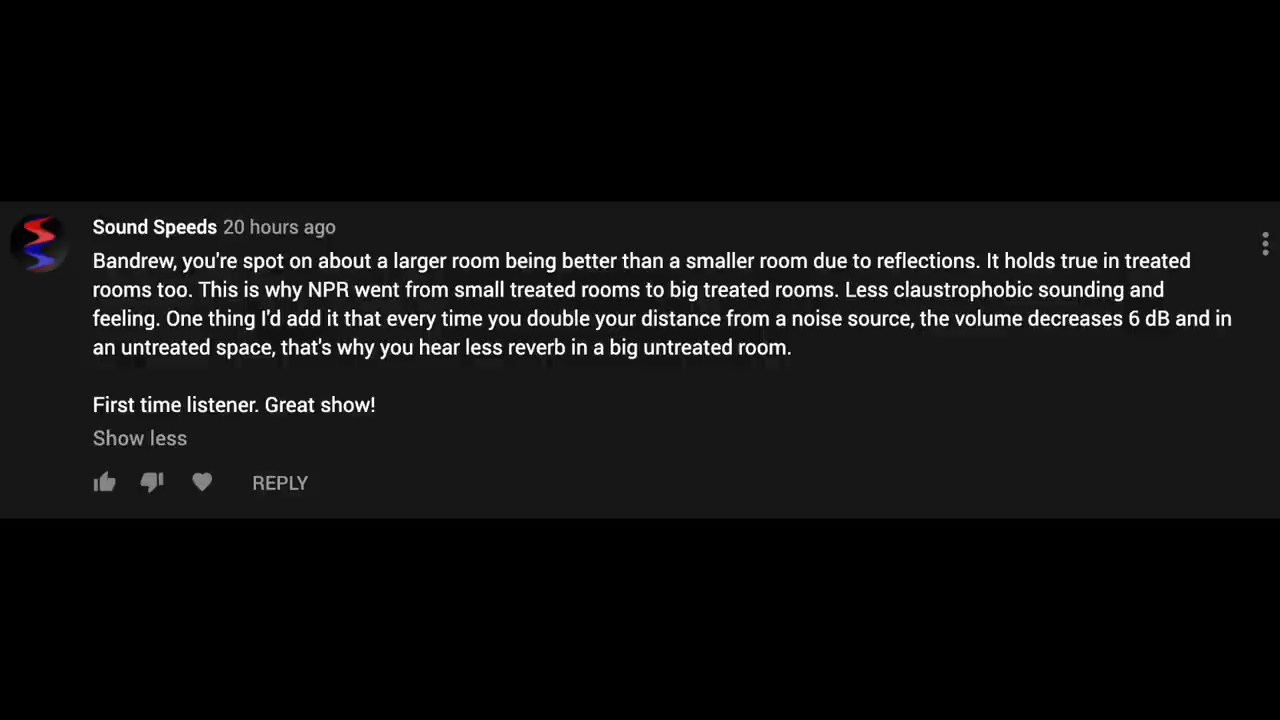 Sound Speeds 20 hours ago
Bandrew, you're spot on about a larger room being better than a smaller room due to reflections. It holds true in treated
rooms too. This is why NPR went from small treated rooms to big treated rooms. Less claustrophobic sounding and
feeling. One thing I'd add it that every time you double your distance from a noise source, the volume decreases 6 dB and in
an untreated space, that's why you hear less reverb in a big untreated room.
First time listener. Great show!
Show less
REPLY